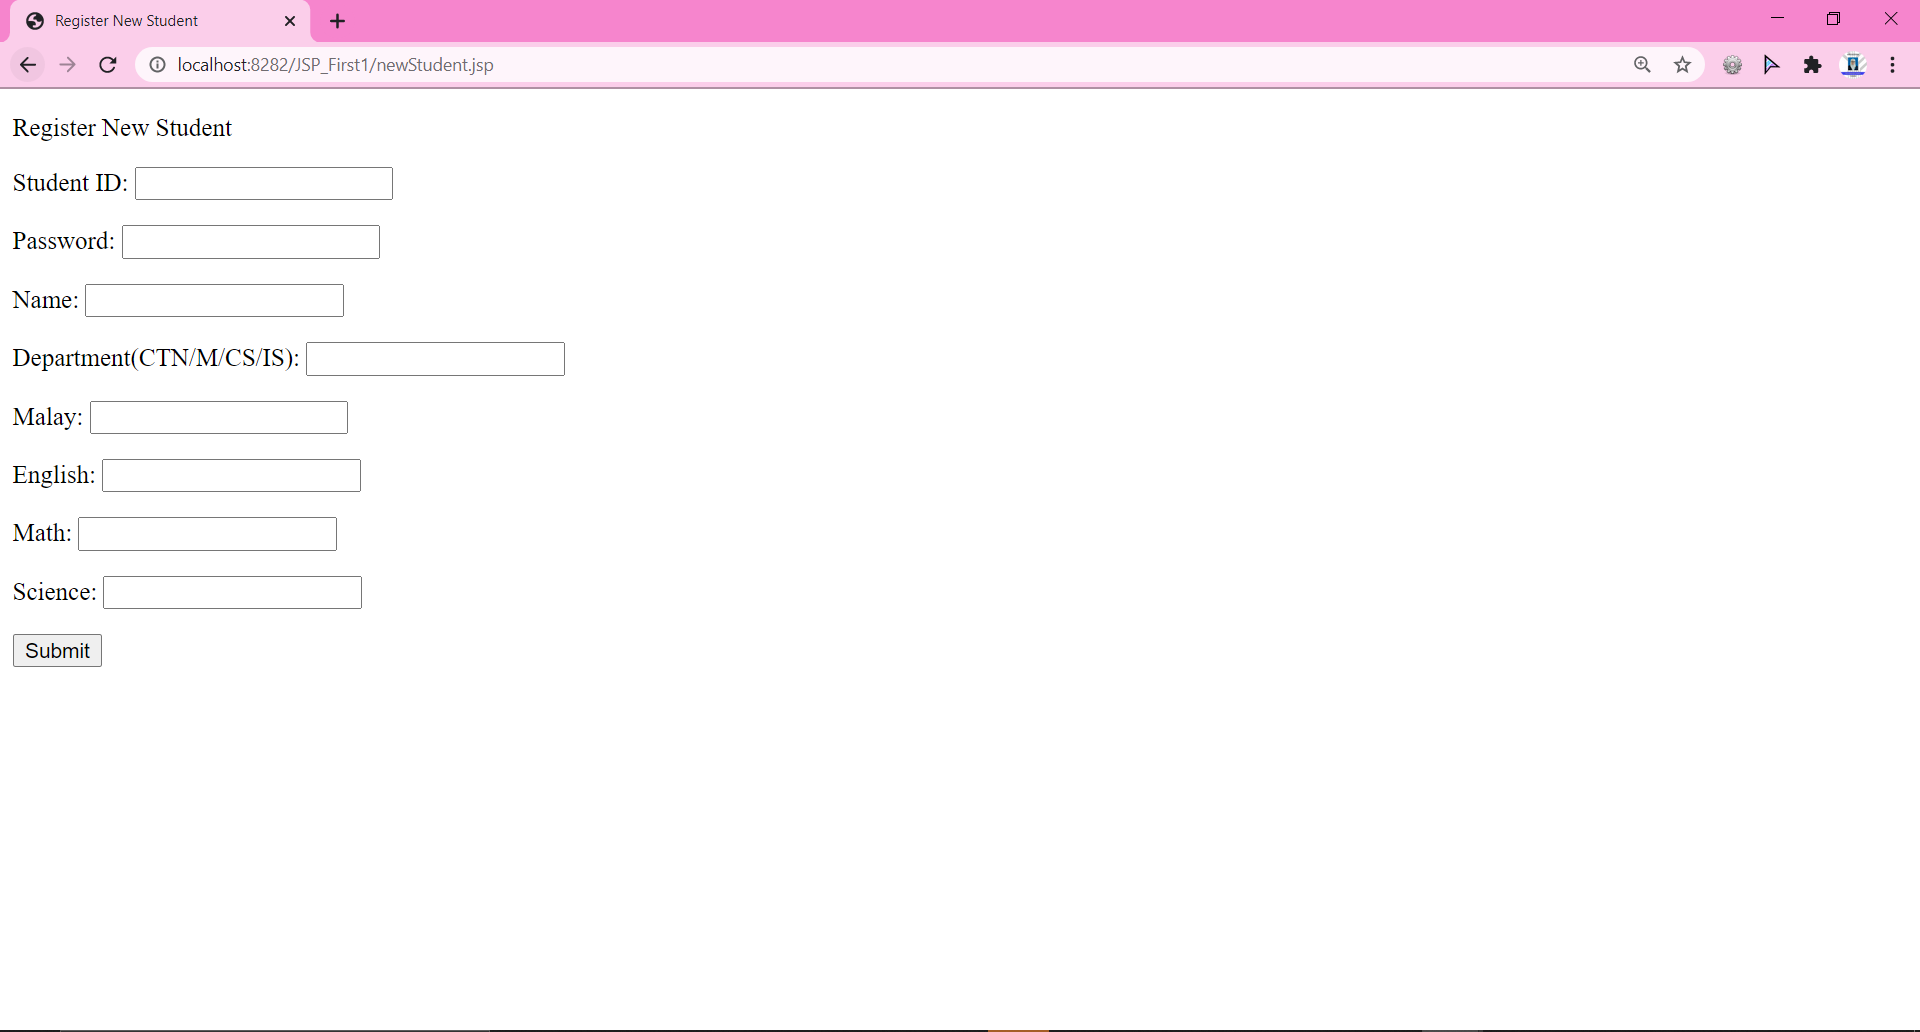 Register New Student
localhost:8282/JSP_First1/newStudent.jsp
Register New Student
Student ID:
Password:
Name:
Department(CTN/M/CS/IS):
Malay:
English:
Math:
Science:
Submit